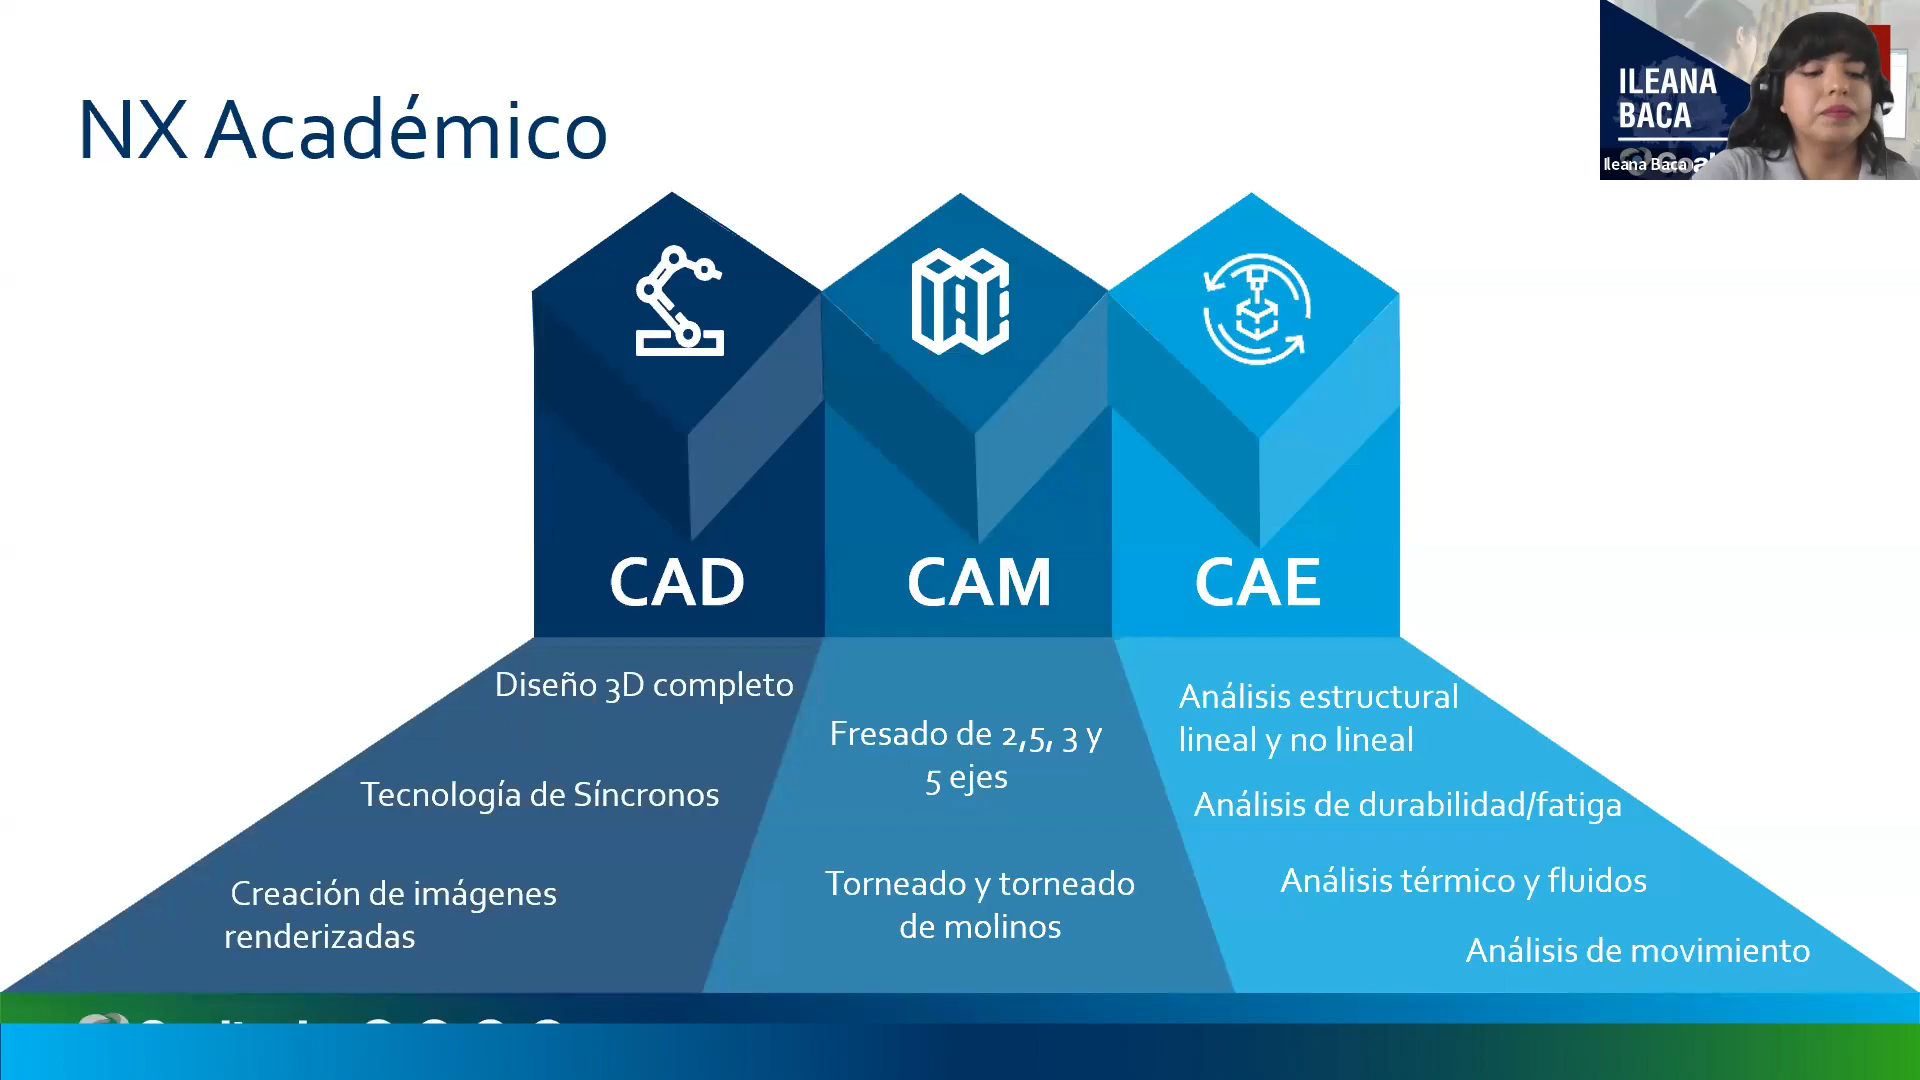 NX Académico
ILEANA
BACA
Ileana Baca
CAD
CAM
CAE
Diseño 3D completo
Tecnología de Síncronos
Creación de imágenes
renderizadas
Fresado de 2,5, 3 y
5 ejes
Torneado y torneado
de molinos
Análisis estructural
lineal y no lineal
Análisis de durabilidad/fatiga
Análisis térmico y fluidos
Análisis de movimiento